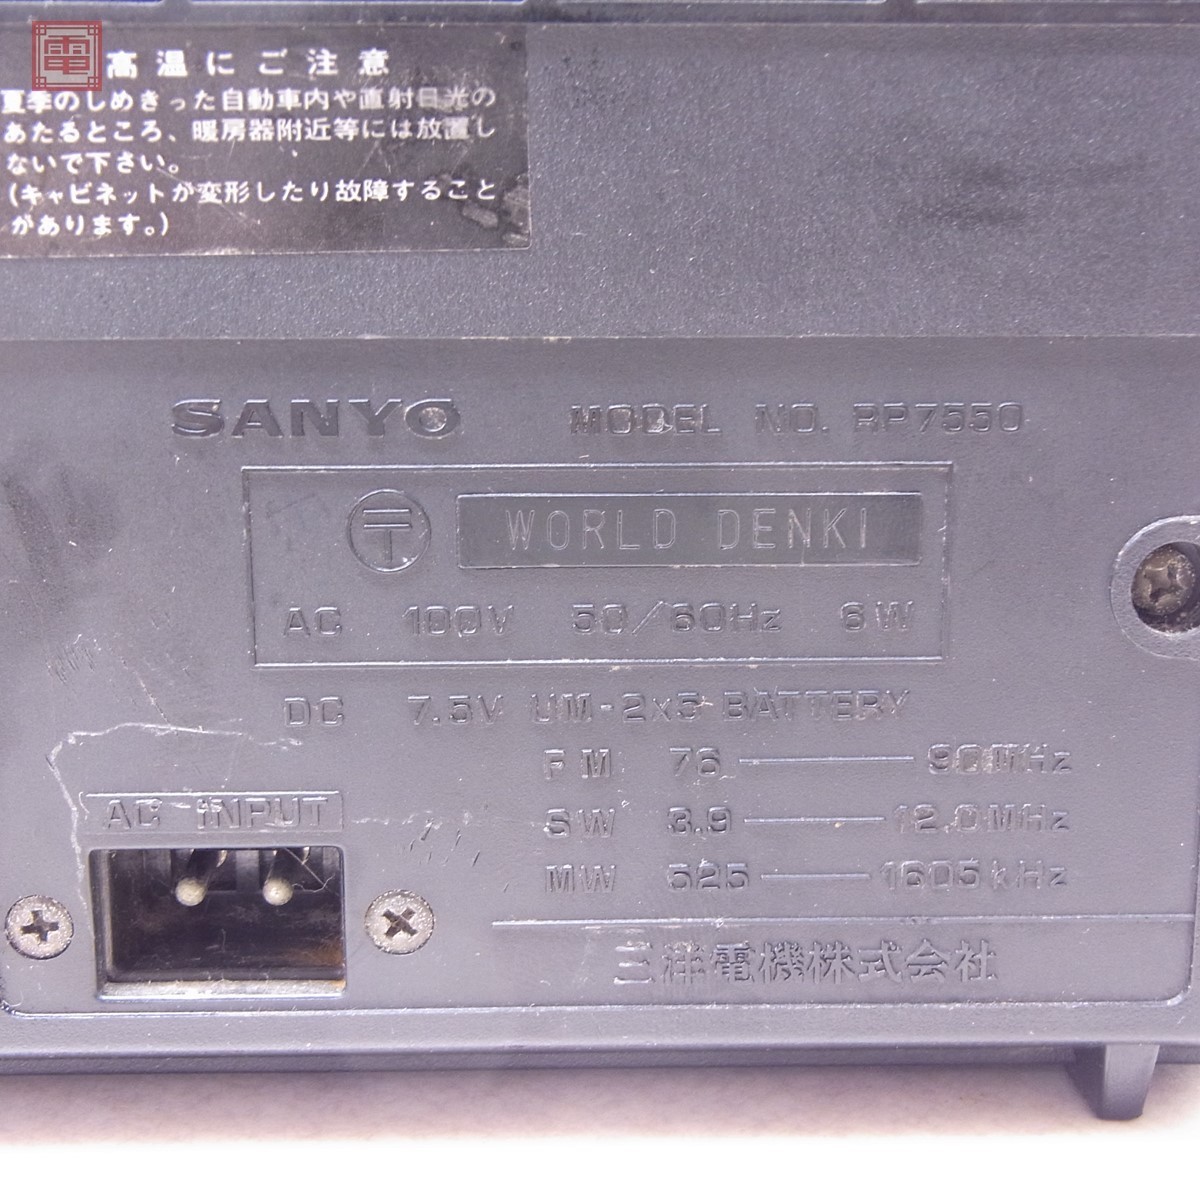 電
高温にご注意
夏季のしめきった自動車内や直射日光の
あたるところ、暖房器附近等には放置し
ないで下さい。
(キャビネットが変形したり故障すること
があります。)
SANYO MODEL NO. RP7550
〒 WORLD DENKI
AC 100V 50/60Hz 6W
DC 7.5V UM-2x5 BATTERY
FM 76 — 90MHz
SW 3.9 — 12.0MHz
MW 525 — 1605kHz
AC INPUT
三洋電機株式会社